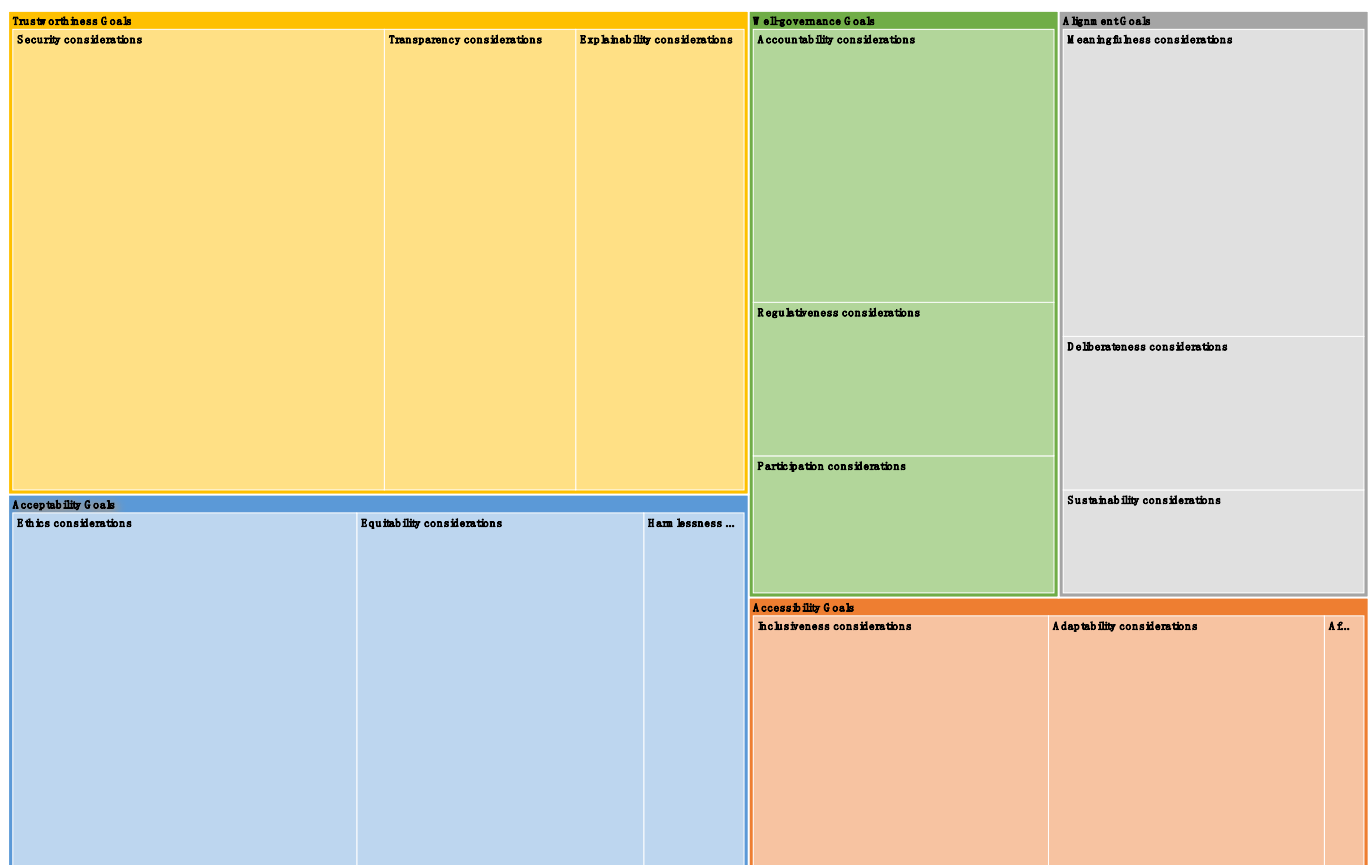 Trustworthiness Goals
Security considerations
Transparency considerations
Explainability considerations
Well-governance Goals
Accountability considerations
Regulativeness considerations
Participation considerations
Alignment Goals
Meaningfulness considerations
Deliberateness considerations
Sustainability considerations
Acceptability Goals
Ethics considerations
Equitability considerations
Harmlessness ...
Accessibility Goals
Inclusiveness considerations
Adaptability considerations
Af...